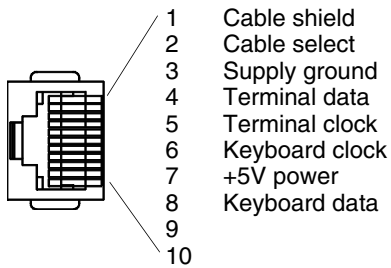 1 Cable shield
2 Cable select
3 Supply ground
4 Terminal data
5 Terminal clock
6 Keyboard clock
7 +5V power
8 Keyboard data
9
10